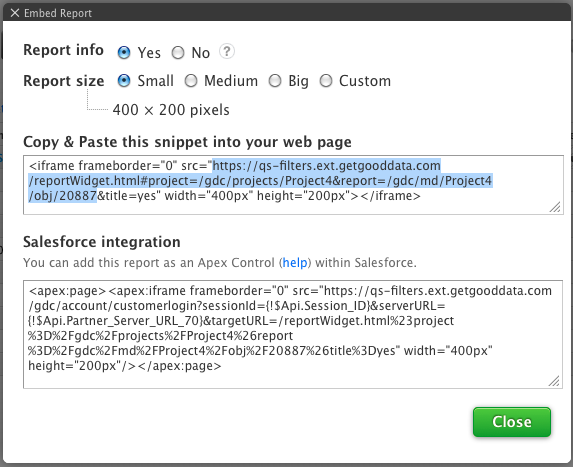 Embed Report
Report info Yes No ?
Report size Small Medium Big Custom
400 × 200 pixels
Copy & Paste this snippet into your web page
<iframe frameborder="0" src="https://qs-filters.ext.getgooddata.com
/reportWidget.html#project=/gdc/projects/Project4&report=/gdc/md/Project4
/obj/20887&title=yes" width="400px" height="200px"></iframe>
Salesforce integration
You can add this report as an Apex Control (help) within Salesforce.
<apex:page><apex:iframe frameborder="0" src="https://qs-filters.ext.getgooddata.com
/gdc/account/customerlogin?sessionId={!$Api.Session_ID}&serverURL=
{!$Api.Partner_Server_URL_70}&targetURL=/reportWidget.html%23project
%3D%2Fgdc%2Fprojects%2FProject4%26report
%3D%2Fgdc%2Fmd%2FProject4%2Fobj%2F20887%26title%3Dyes" width="400px"
height="200px"/></apex:page>
Close